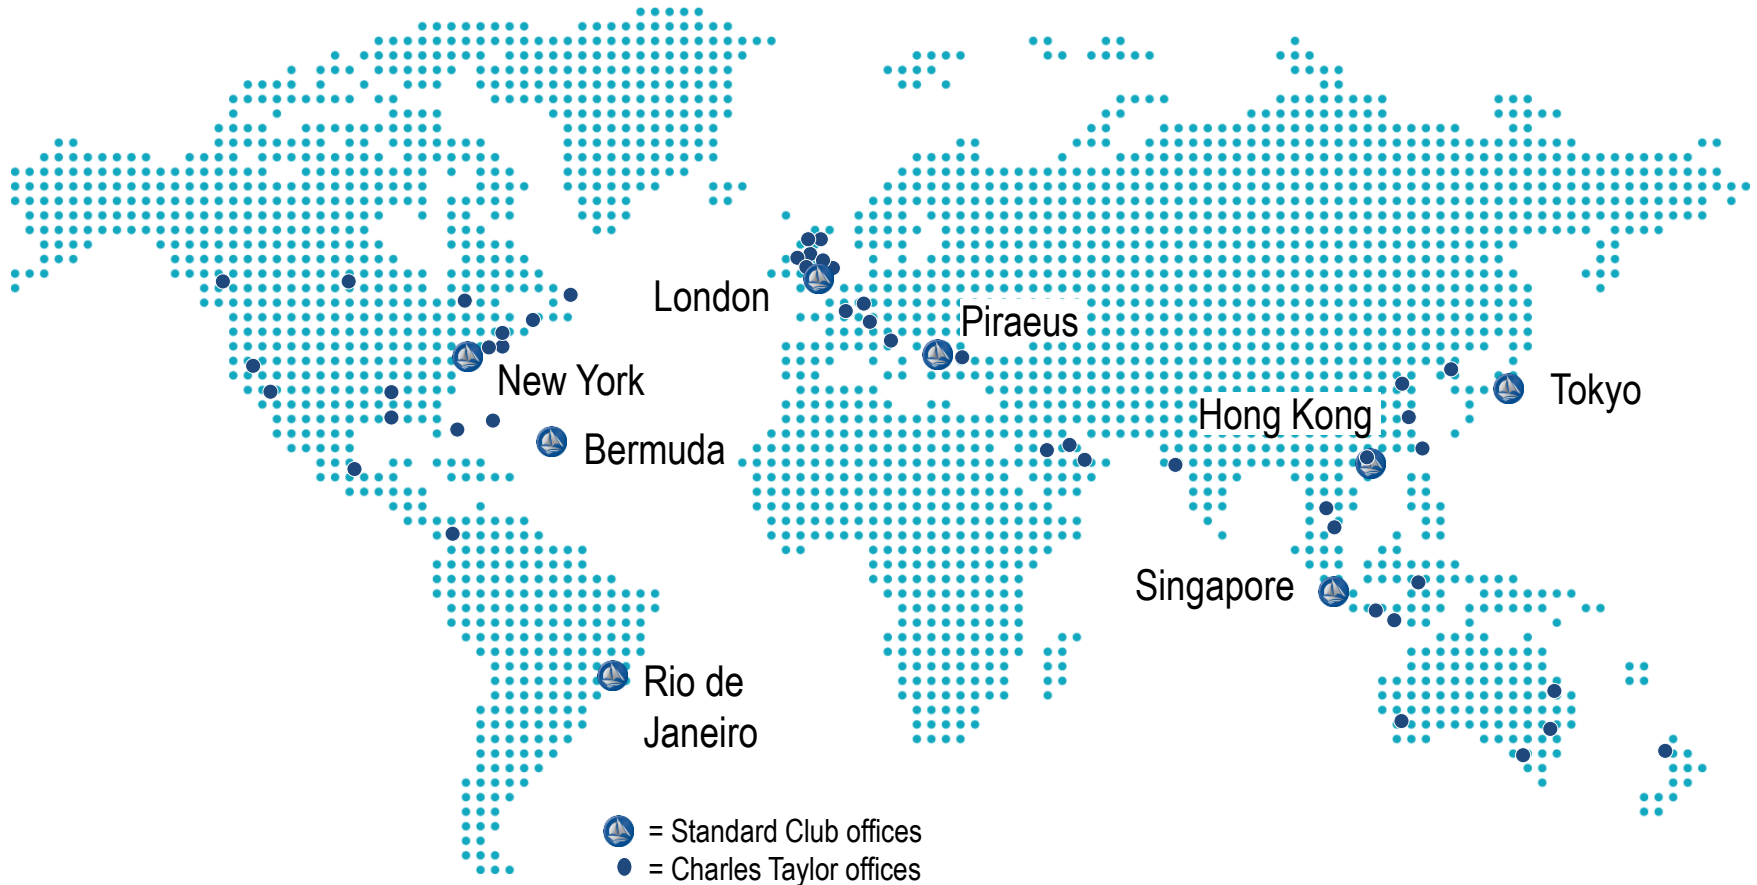 London
Piraeus
New York
Tokyo
Hong Kong
Bermuda
Singapore
Rio de
Janeiro
= Standard Club offices
= Charles Taylor offices